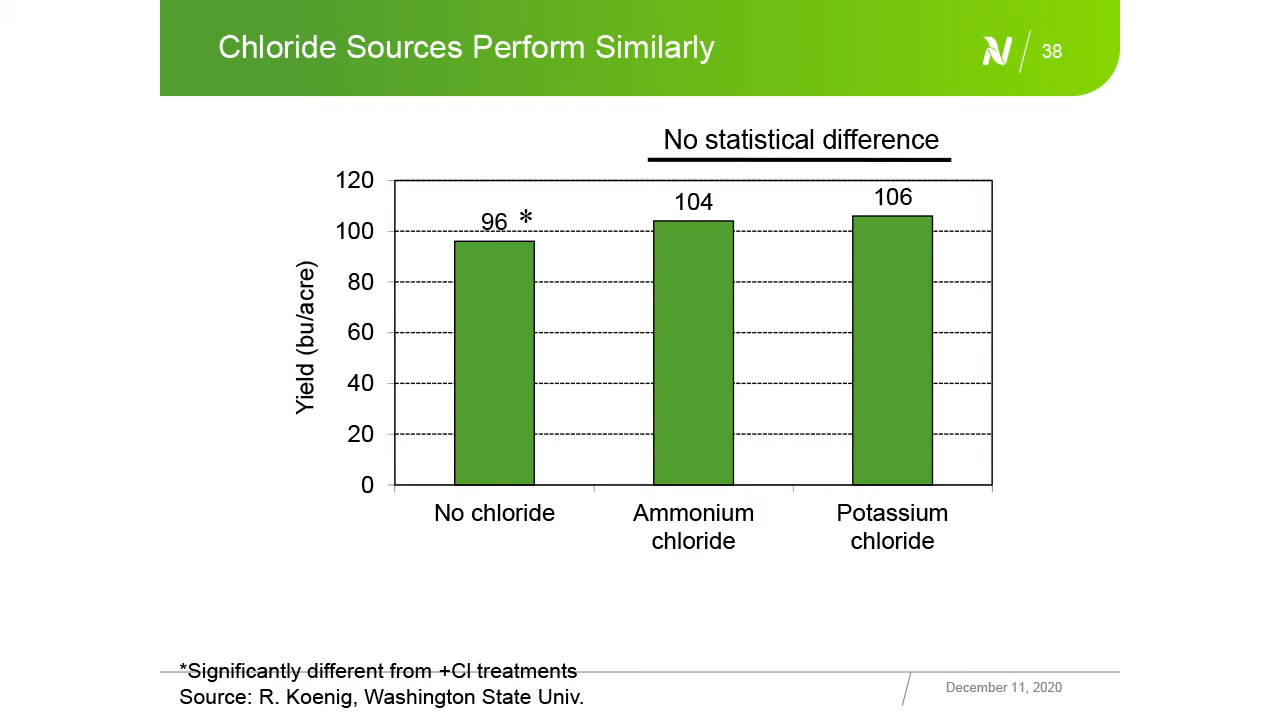 Chloride Sources Perform Similarly
38
No statistical difference
120
100
80
60
40
20
0
Yield (bu/acre)
96 *
104
106
No chloride
Ammonium
chloride
Potassium
chloride
*Significantly different from +Cl treatments
Source: R. Koenig, Washington State Univ.
December 11, 2020